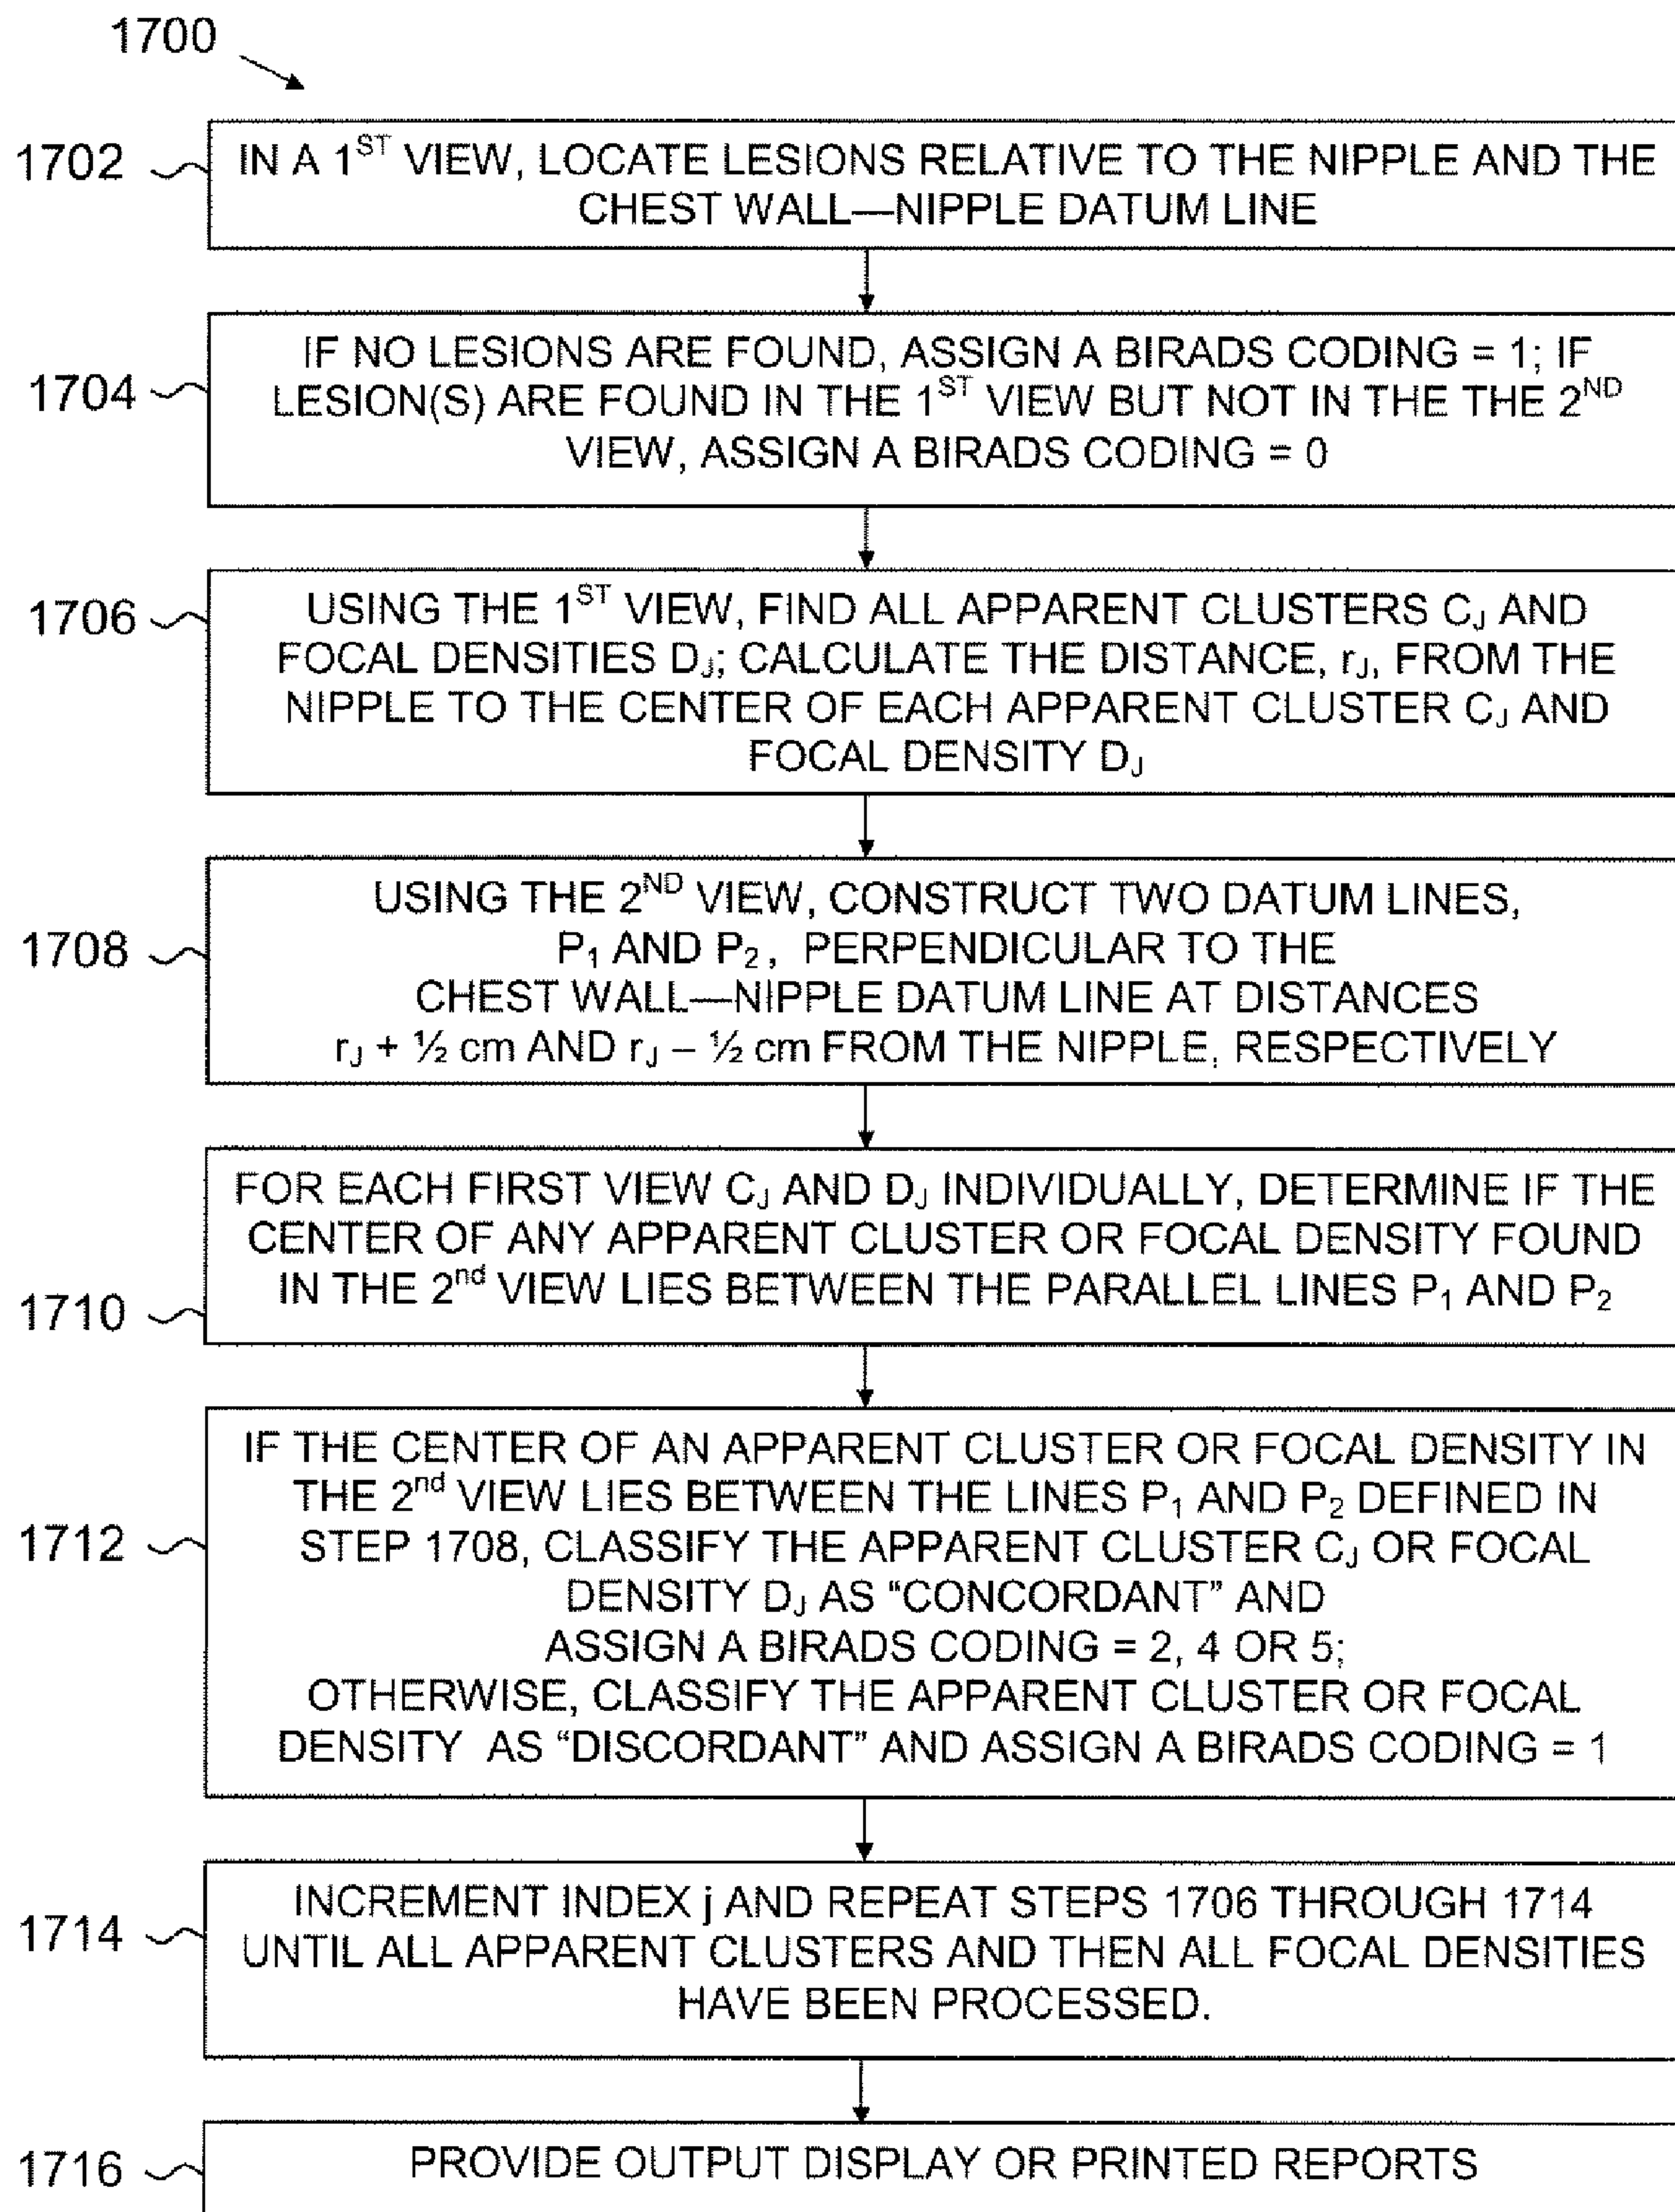 1700
1702
IN A 1ST VIEW, LOCATE LESIONS RELATIVE TO THE NIPPLE AND THE
CHEST WALL—NIPPLE DATUM LINE
1704
IF NO LESIONS ARE FOUND, ASSIGN A BIRADS CODING = 1; IF
LESION(S) ARE FOUND IN THE 1ST VIEW BUT NOT IN THE THE 2ND
VIEW, ASSIGN A BIRADS CODING = 0
1706
USING THE 1ST VIEW, FIND ALL APPARENT CLUSTERS CJ AND
FOCAL DENSITIES DJ; CALCULATE THE DISTANCE, rJ, FROM THE
NIPPLE TO THE CENTER OF EACH APPARENT CLUSTER CJ AND
FOCAL DENSITY DJ
1708
USING THE 2ND VIEW, CONSTRUCT TWO DATUM LINES,
P1 AND P2, PERPENDICULAR TO THE
CHEST WALL—NIPPLE DATUM LINE AT DISTANCES
rJ + ½ cm AND rJ – ½ cm FROM THE NIPPLE, RESPECTIVELY
1710
FOR EACH FIRST VIEW CJ AND DJ INDIVIDUALLY, DETERMINE IF THE
CENTER OF ANY APPARENT CLUSTER OR FOCAL DENSITY FOUND
IN THE 2nd VIEW LIES BETWEEN THE PARALLEL LINES P1 AND P2
1712
IF THE CENTER OF AN APPARENT CLUSTER OR FOCAL DENSITY IN
THE 2nd VIEW LIES BETWEEN THE LINES P1 AND P2 DEFINED IN
STEP 1708, CLASSIFY THE APPARENT CLUSTER CJ OR FOCAL
DENSITY DJ AS “CONCORDANT” AND
ASSIGN A BIRADS CODING = 2, 4 OR 5;
OTHERWISE, CLASSIFY THE APPARENT CLUSTER OR FOCAL
DENSITY AS “DISCORDANT” AND ASSIGN A BIRADS CODING = 1
1714
INCREMENT INDEX j AND REPEAT STEPS 1706 THROUGH 1714
UNTIL ALL APPARENT CLUSTERS AND THEN ALL FOCAL DENSITIES
HAVE BEEN PROCESSED.
1716
PROVIDE OUTPUT DISPLAY OR PRINTED REPORTS